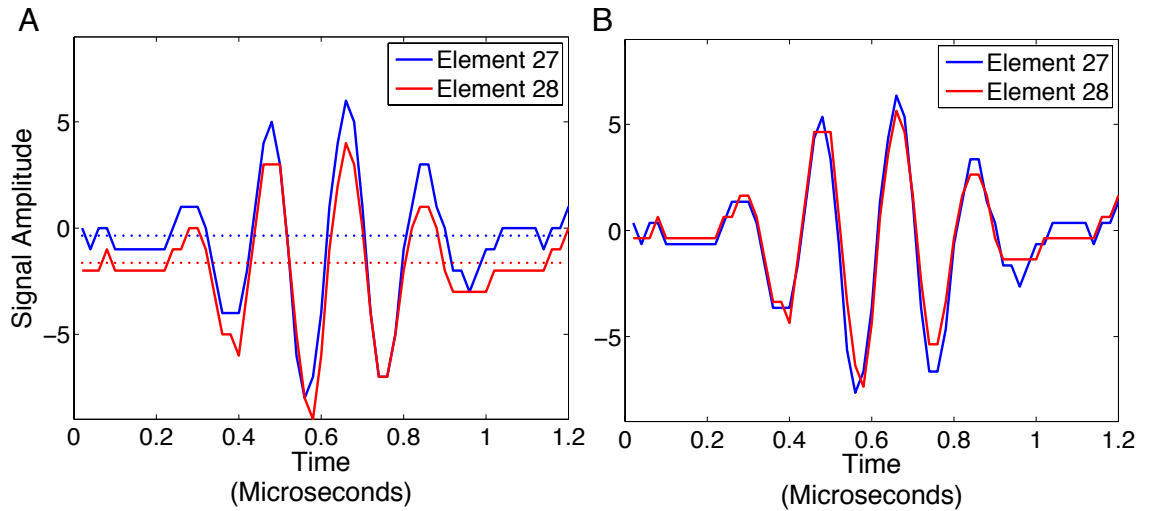 A
Element 27
Element 28
Signal Amplitude
5
0
−5
0
0.2
0.4
0.6
0.8
1
1.2
Time
(Microseconds)
B
Element 27
Element 28
5
0
−5
0
0.2
0.4
0.6
0.8
1
1.2
Time
(Microseconds)